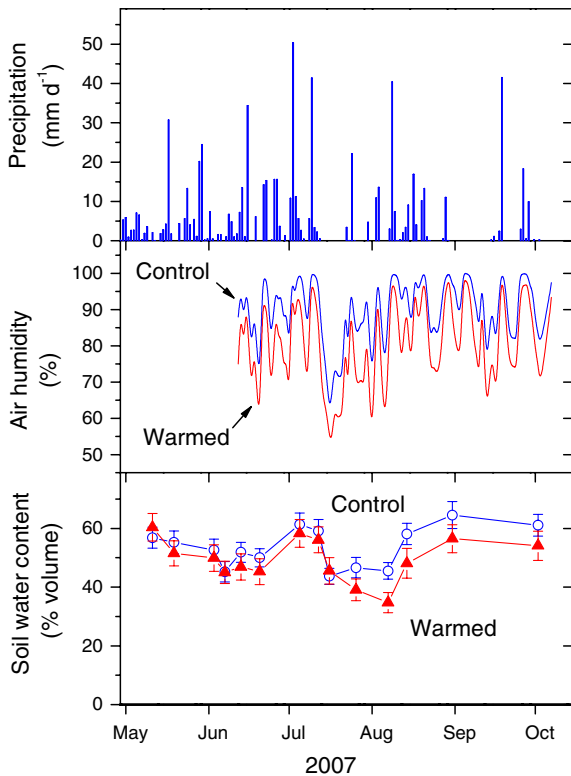 Precipitation
(mm d⁻¹)
50
40
30
20
10
0
Air humidity
(%)
100
90
80
70
60
50
Control
Warmed
Soil water content
(% volume)
60
40
20
0
Control
Warmed
May Jun Jul Aug Sep Oct
2007